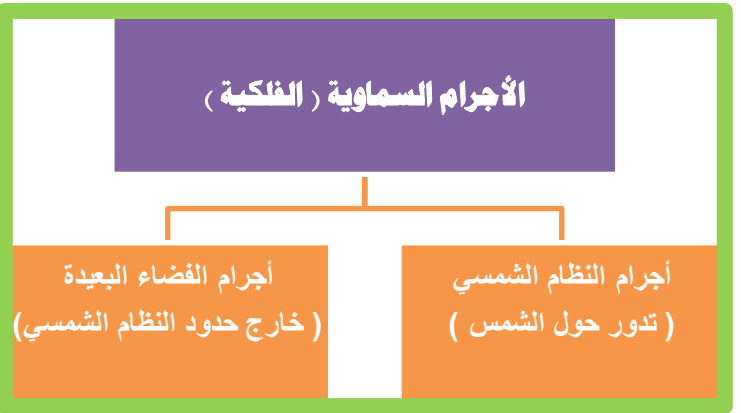 الأجرام السماوية ( الفلكية )
أجرام النظام الشمسي
( تدور حول الشمس )
أجرام الفضاء البعيدة
( خارج حدود النظام الشمسي)